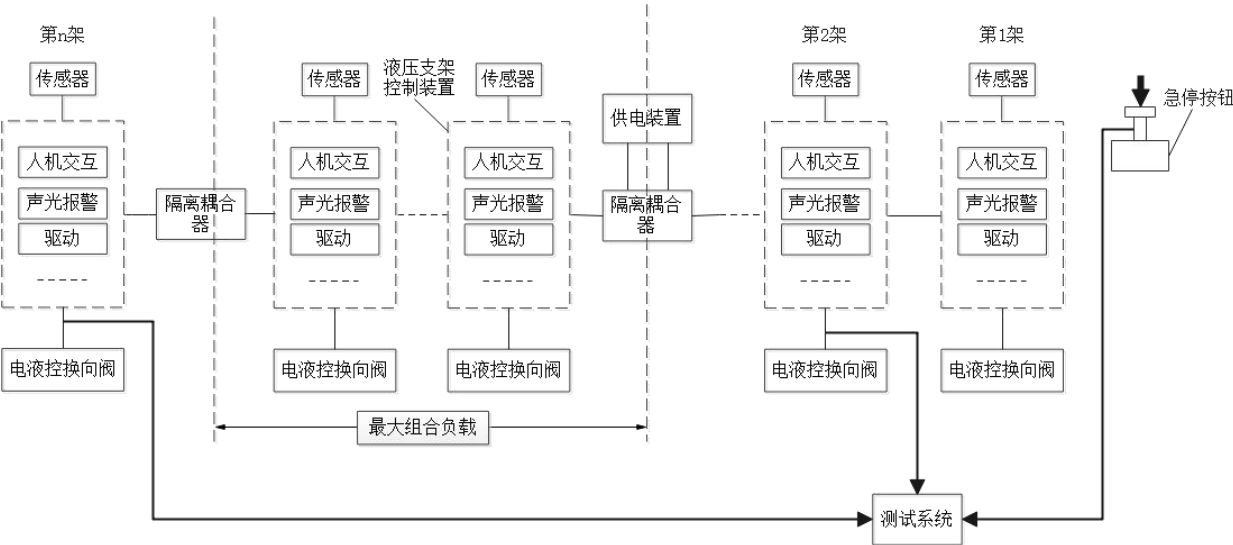 第n架
第2架
第1架
传感器
传感器
液压支架
控制装置
传感器
供电装置
传感器
传感器
急停按钮
人机交互
声光报警
驱动
隔离耦合
器
人机交互
声光报警
驱动
人机交互
声光报警
驱动
隔离耦合
器
人机交互
声光报警
驱动
人机交互
声光报警
驱动
电液控换向阀
电液控换向阀
电液控换向阀
电液控换向阀
电液控换向阀
最大组合负载
测试系统